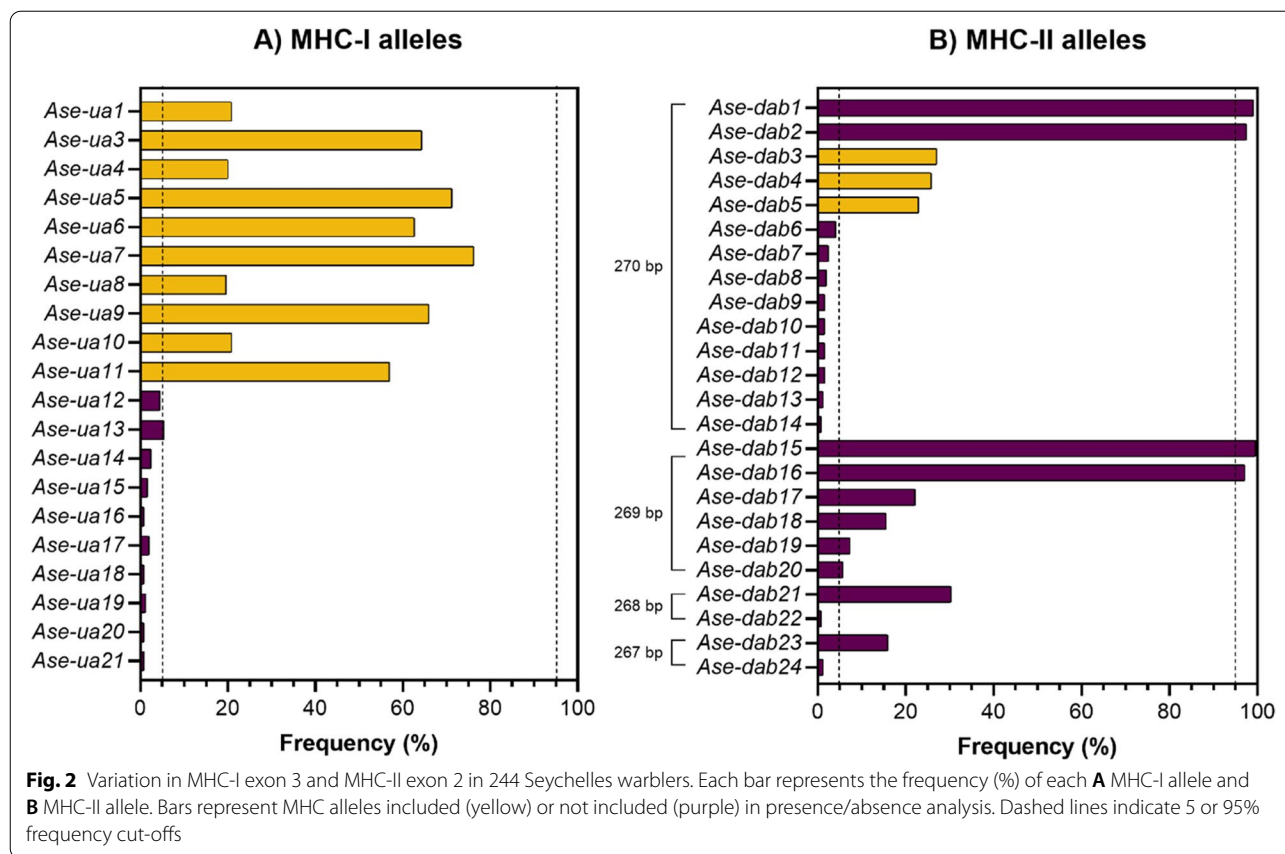 A) MHC-I alleles
Ase-ua1
Ase-ua3
Ase-ua4
Ase-ua5
Ase-ua6
Ase-ua7
Ase-ua8
Ase-ua9
Ase-ua10
Ase-ua11
Ase-ua12
Ase-ua13
Ase-ua14
Ase-ua15
Ase-ua16
Ase-ua17
Ase-ua18
Ase-ua19
Ase-ua20
Ase-ua21
0 20 40 60 80 100
Frequency (%)
B) MHC-II alleles
270 bp
Ase-dab1
Ase-dab2
Ase-dab3
Ase-dab4
Ase-dab5
Ase-dab6
Ase-dab7
Ase-dab8
Ase-dab9
Ase-dab10
Ase-dab11
Ase-dab12
Ase-dab13
Ase-dab14
269 bp
Ase-dab15
Ase-dab16
Ase-dab17
Ase-dab18
Ase-dab19
Ase-dab20
268 bp
Ase-dab21
Ase-dab22
267 bp
Ase-dab23
Ase-dab24
0 20 40 60 80 100
Frequency (%)
Fig. 2 Variation in MHC-I exon 3 and MHC-II exon 2 in 244 Seychelles warblers. Each bar represents the frequency (%) of each A MHC-I allele and
B MHC-II allele. Bars represent MHC alleles included (yellow) or not included (purple) in presence/absence analysis. Dashed lines indicate 5 or 95%
frequency cut-offs